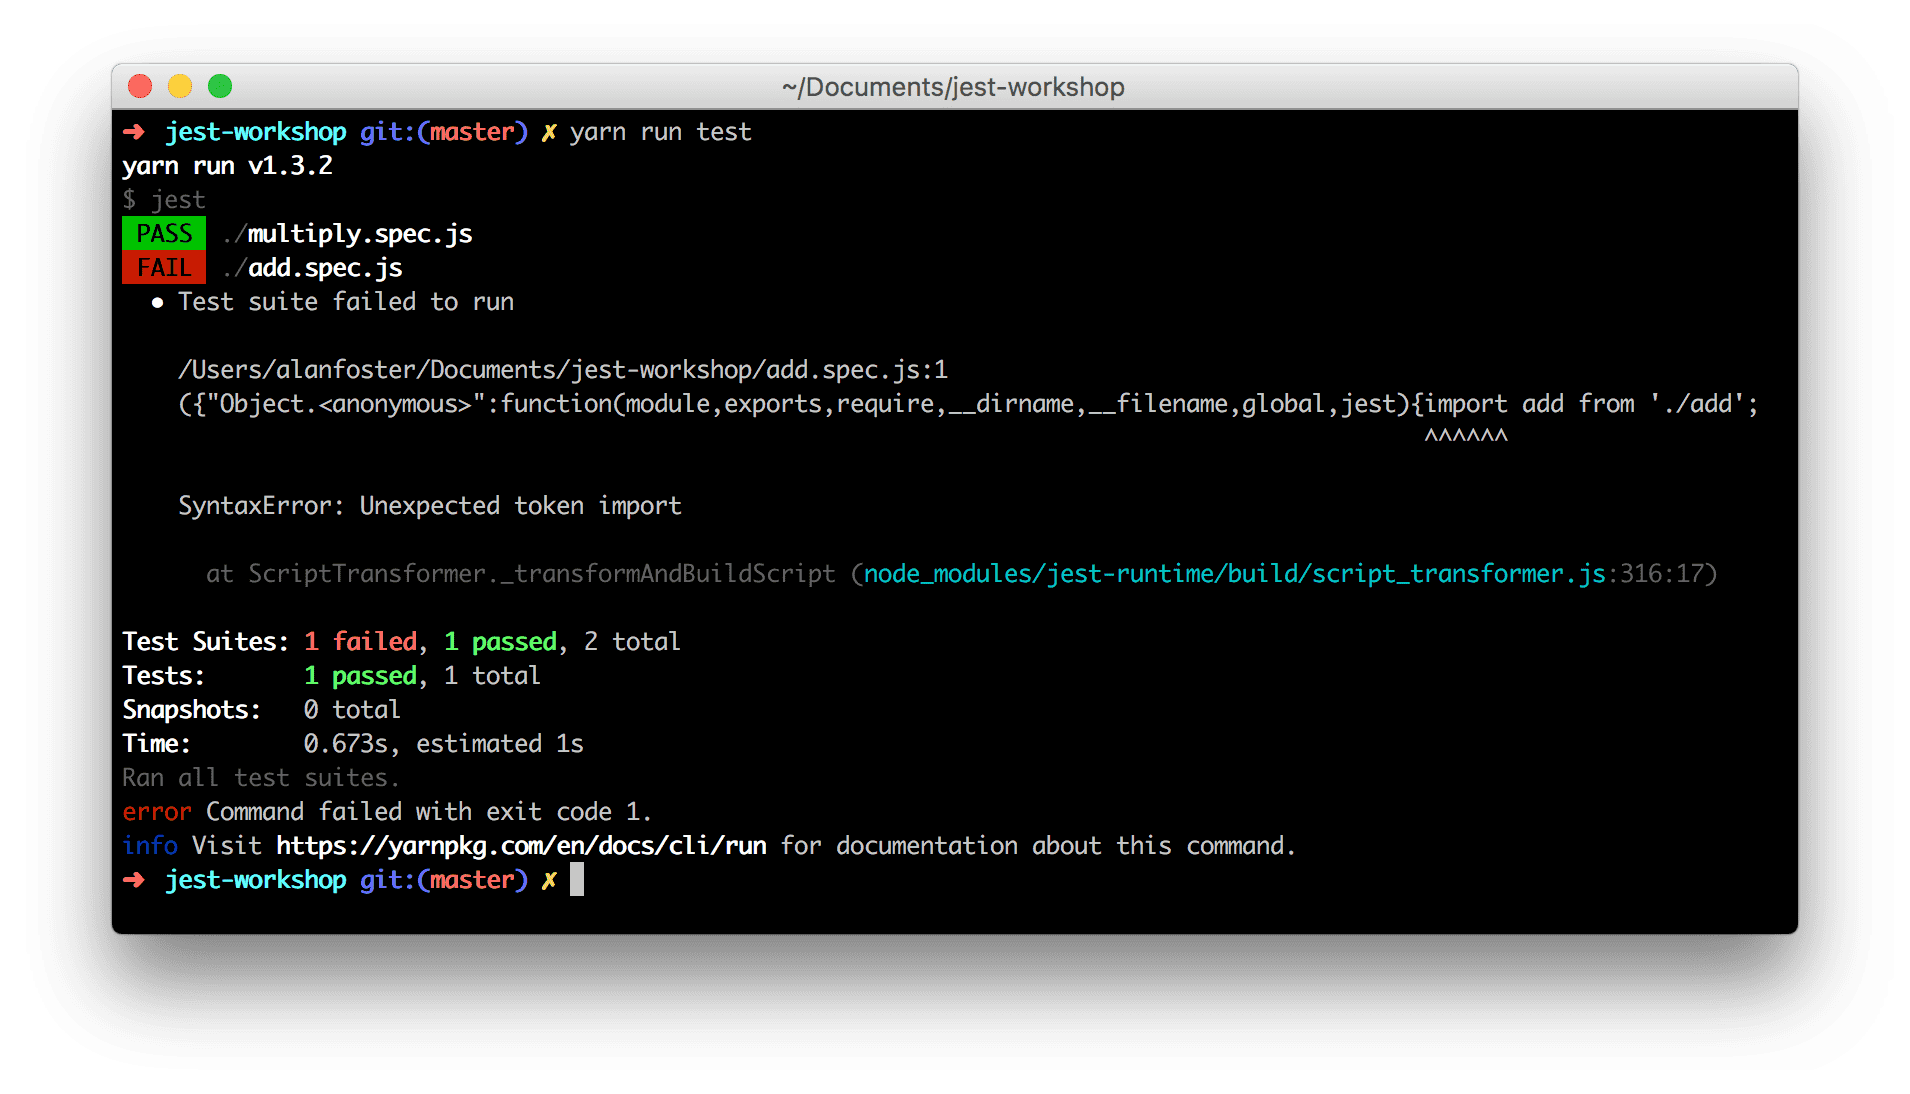 ~/Documents/jest-workshop
➜ jest-workshop git:(master) ✗ yarn run test
yarn run v1.3.2
$ jest
PASS ./multiply.spec.js
FAIL ./add.spec.js
● Test suite failed to run
/Users/alanfoster/Documents/jest-workshop/add.spec.js:1
({"Object.<anonymous>":function(module,exports,require,__dirname,__filename,global,jest){import add from './add';
^^^^^^
SyntaxError: Unexpected token import
at ScriptTransformer._transformAndBuildScript (node_modules/jest-runtime/build/script_transformer.js:316:17)
Test Suites: 1 failed, 1 passed, 2 total
Tests: 1 passed, 1 total
Snapshots: 0 total
Time: 0.673s, estimated 1s
Ran all test suites.
error Command failed with exit code 1.
info Visit https://yarnpkg.com/en/docs/cli/run for documentation about this command.
➜ jest-workshop git:(master) ✗